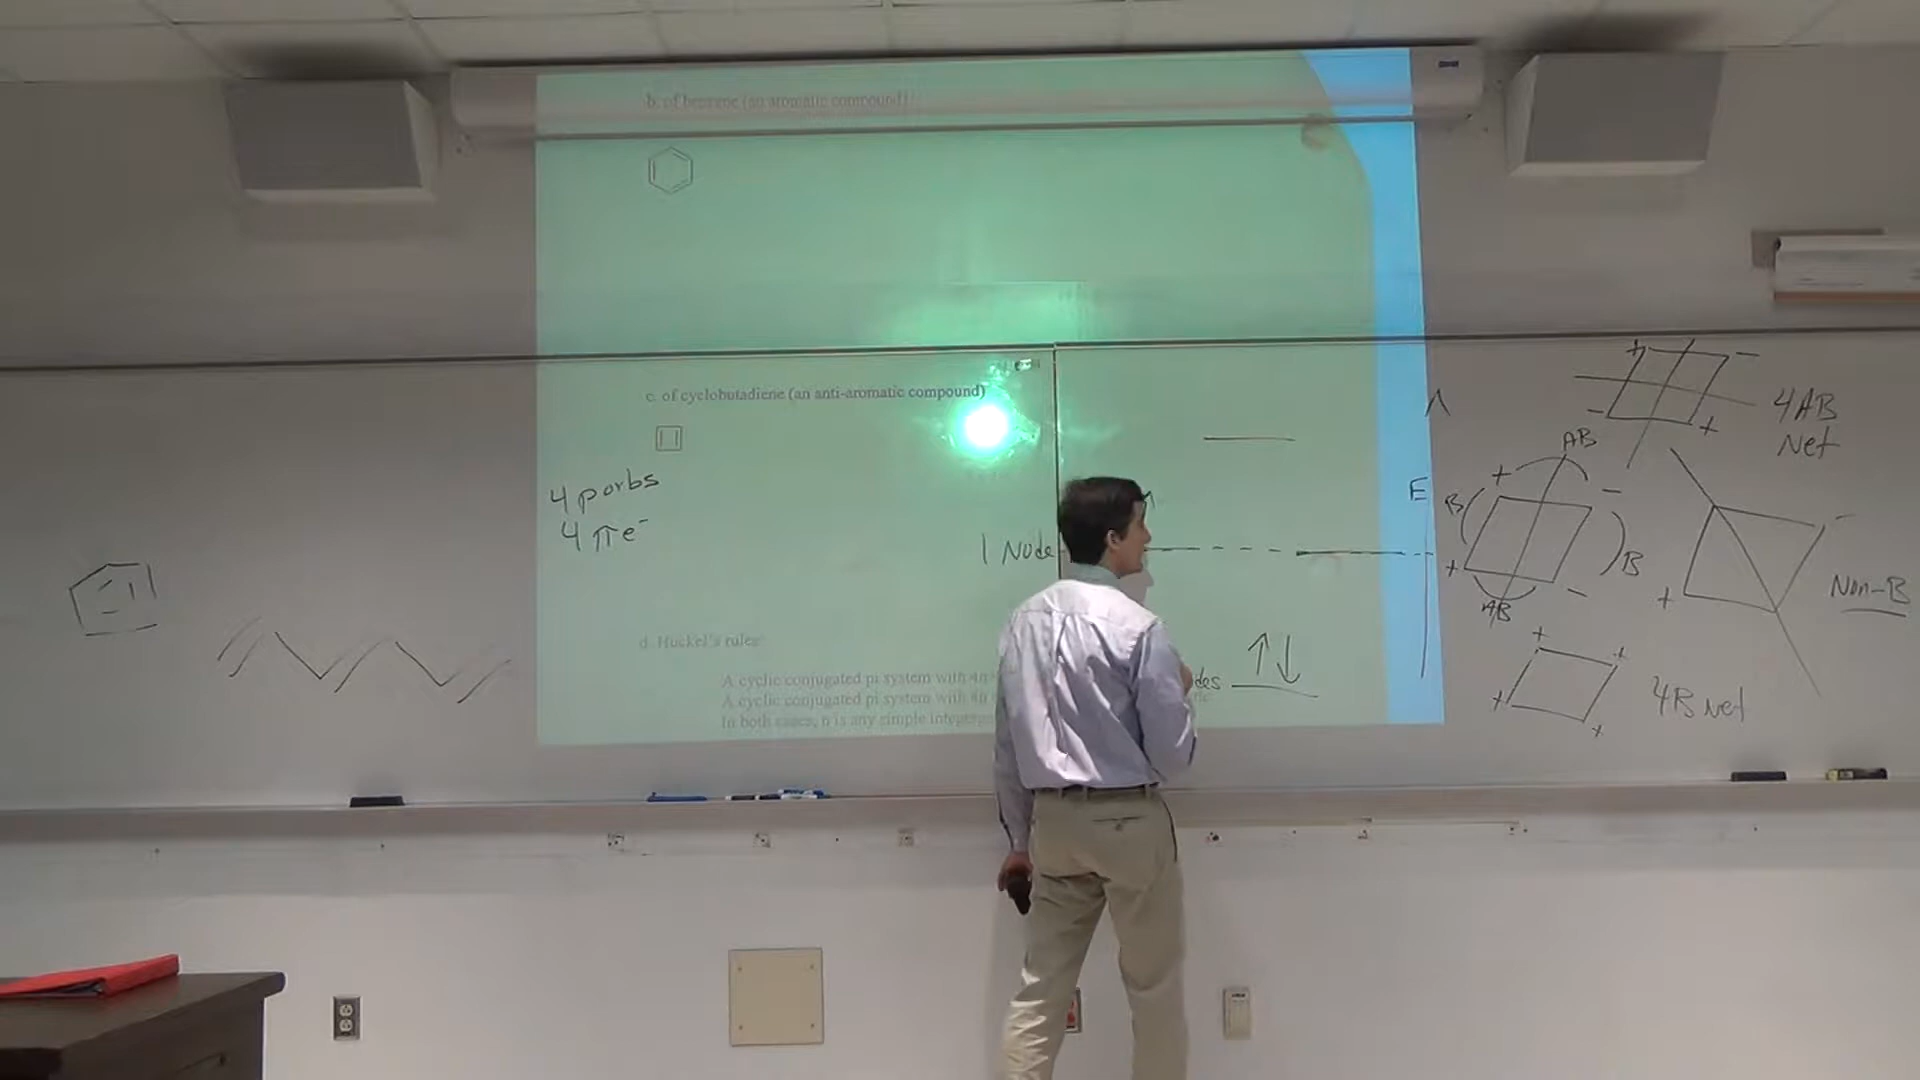 b. of benzene (an aromatic compound)
c. of cyclobutadiene (an anti-aromatic compound)
4 p orbs
4 π e⁻
1 Node
E
↑↓
d. Huckel's rules:
A cyclic conjugated pi system with 4n
A cyclic conjugated pi system with 4n
In both cases, n is any simple integer
+ −
− +
4 AB
Net
AB
+ −
B B
+ −
AB
−
+
Non-B
+ +
+ +
4B Net